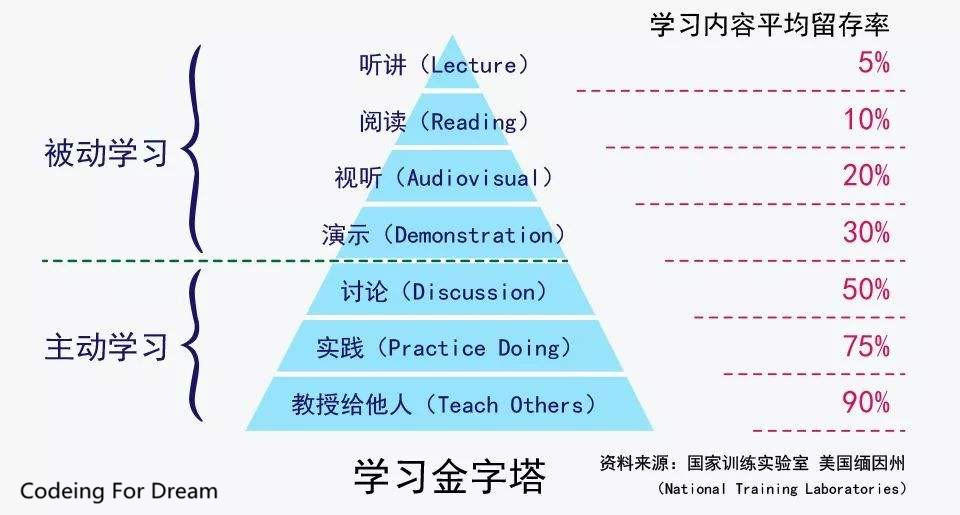 学习内容平均留存率
听讲（Lecture） 5%
阅读（Reading） 10%
被动学习
视听（Audiovisual） 20%
演示（Demonstration） 30%
讨论（Discussion） 50%
主动学习
实践（Practice Doing） 75%
教授给他人（Teach Others） 90%
学习金字塔
资料来源：国家训练实验室 美国缅因州
（National Training Laboratories）
Codeing For Dream